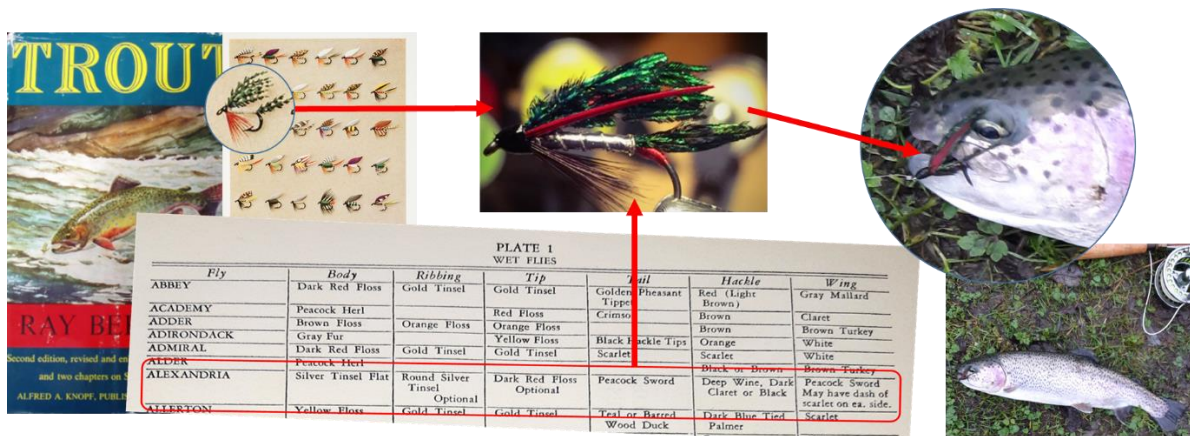 TROUT
RAY BE
Second edition, revised and en
and two chapters on S
ALFRED A. KNOPF, PUBLIS
PLATE 1
WET FLIES
Fly Body Ribbing Tip Tail Hackle Wing
ABBEY Dark Red Floss Gold Tinsel Gold Tinsel Golden Pheasant Red (Light Gray Mallard
Tippet Brown)
ACADEMY Peacock Herl Red Floss Crimso Brown Claret
ADDER Brown Floss Orange Floss Orange Floss Brown Brown Turkey
ADIRONDACK Gray Fur Yellow Floss Black Hackle Tips Orange White
ADMIRAL Dark Red Floss Gold Tinsel Gold Tinsel Scarlet Scarlet White
ALDER Peacock Herl Black or Brown Brown Turkey
ALEXANDRIA Silver Tinsel Flat Round Silver Dark Red Floss Peacock Sword Deep Wine, Dark Peacock Sword
Tinsel Optional Claret or Black May have dash of
Optional scarlet on ea. side.
ALLERTON Yellow Floss Gold Tinsel Gold Tinsel Teal or Barred Dark Blue Tied Scarlet
Wood Duck Palmer